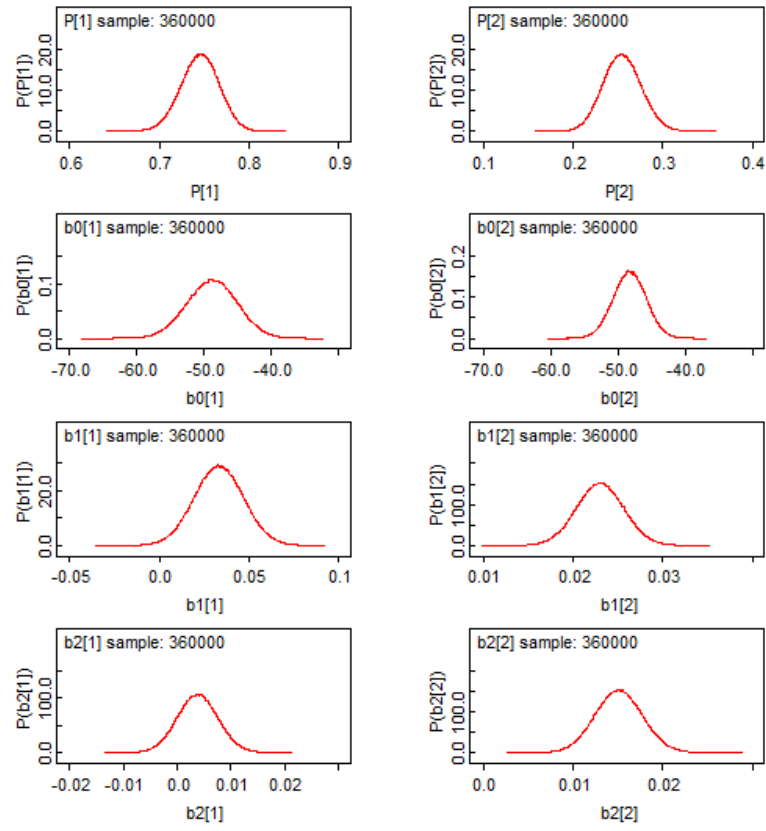 P[1] sample: 360000
P(P[1])
0.0 10.0 20.0
0.6 0.7 0.8 0.9
P[1]
P[2] sample: 360000
P(P[2])
0.0 10.0 20.0
0.1 0.2 0.3 0.4
P[2]
b0[1] sample: 360000
P(b0[1])
0.0 0.1
-70.0 -60.0 -50.0 -40.0
b0[1]
b0[2] sample: 360000
P(b0[2])
0.0 0.1 0.2
-70.0 -60.0 -50.0 -40.0
b0[2]
b1[1] sample: 360000
P(b1[1])
0.0 20.0
-0.05 0.0 0.05 0.1
b1[1]
b1[2] sample: 360000
P(b1[2])
0.0 100.0
0.01 0.02 0.03
b1[2]
b2[1] sample: 360000
P(b2[1])
0.0 100.0
-0.02 -0.01 0.0 0.01 0.02
b2[1]
b2[2] sample: 360000
P(b2[2])
0.0 100.0
0.0 0.01 0.02
b2[2]